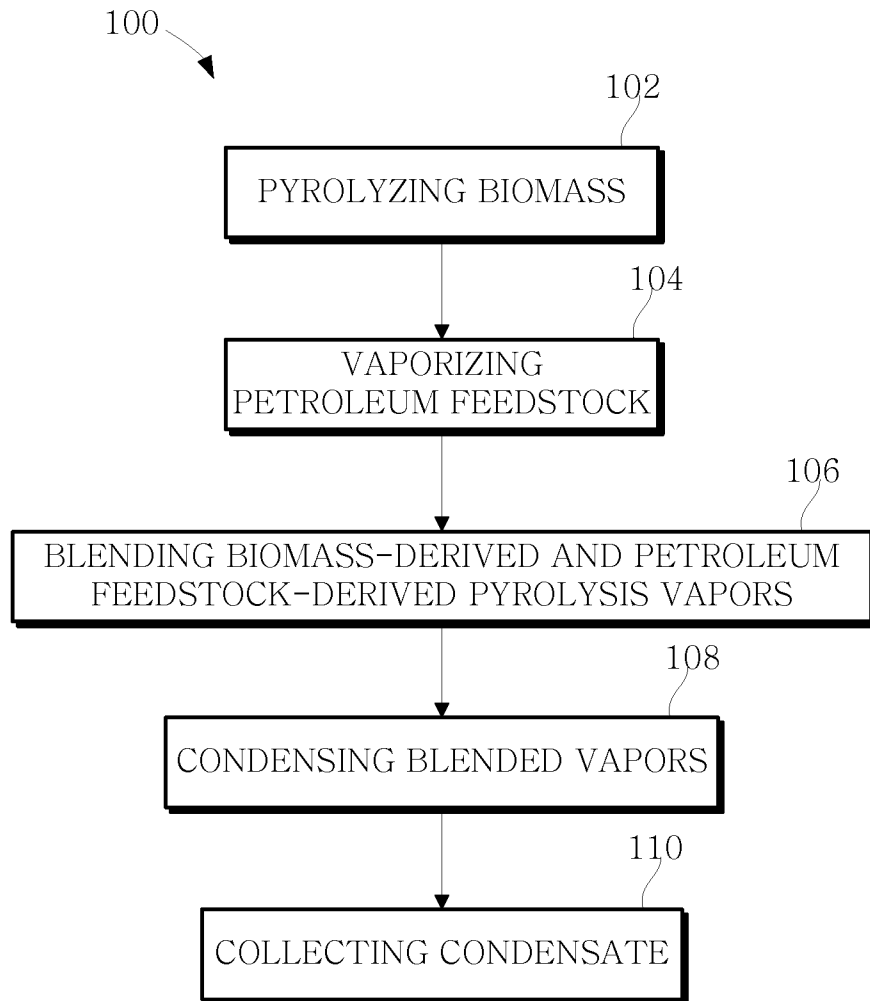 100
102
PYROLYZING BIOMASS
104
VAPORIZING
PETROLEUM FEEDSTOCK
106
BLENDING BIOMASS-DERIVED AND PETROLEUM
FEEDSTOCK-DERIVED PYROLYSIS VAPORS
108
CONDENSING BLENDED VAPORS
110
COLLECTING CONDENSATE